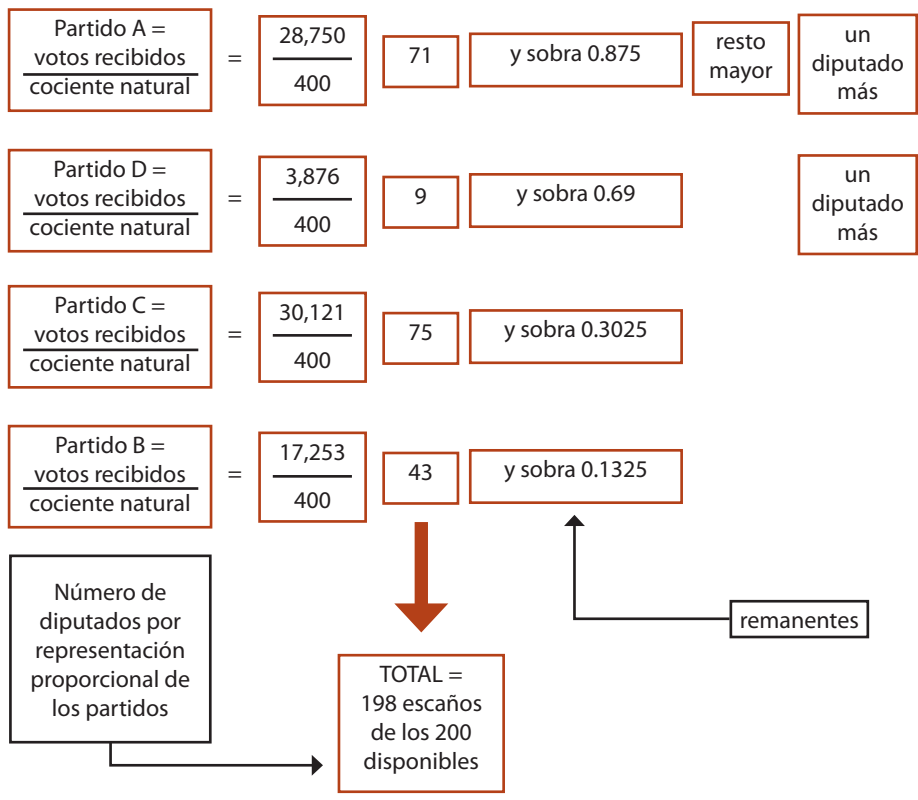 Partido A =
votos recibidos
cociente natural
=
28,750
400
71
y sobra 0.875
resto
mayor
un
diputado
más
Partido D =
votos recibidos
cociente natural
=
3,876
400
9
y sobra 0.69
un
diputado
más
Partido C =
votos recibidos
cociente natural
=
30,121
400
75
y sobra 0.3025
Partido B =
votos recibidos
cociente natural
=
17,253
400
43
y sobra 0.1325
Número de
diputados por
representación
proporcional de
los partidos
remanentes
TOTAL =
198 escaños
de los 200
disponibles